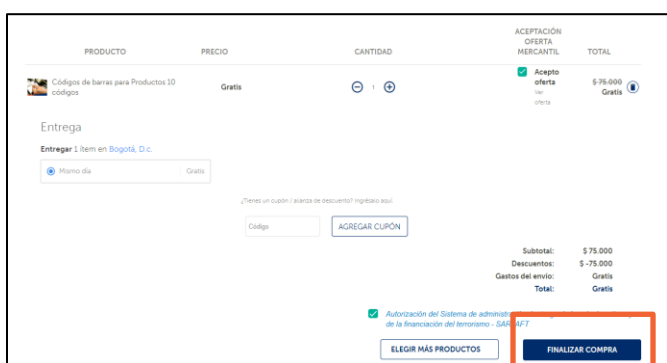 ACEPTACIÓN
OFERTA
PRODUCTO PRECIO CANTIDAD MERCANTIL TOTAL
Códigos de barras para Productos 10
códigos
Gratis
1
Acepto
oferta
Ver
oferta
$ 75.000
Gratis
Entrega
Entregar 1 ítem en Bogotá, D.c.
Mismo día Gratis
¿Tienes un cupón / alianza de descuento? Ingrésalo aquí.
Código AGREGAR CUPÓN
Subtotal: $ 75.000
Descuentos: $ -75.000
Gastos del envío: Gratis
Total: Gratis
Autorización del Sistema de
de la financiación del terrorismo -
ELEGIR MÁS PRODUCTOS FINALIZAR COMPRA